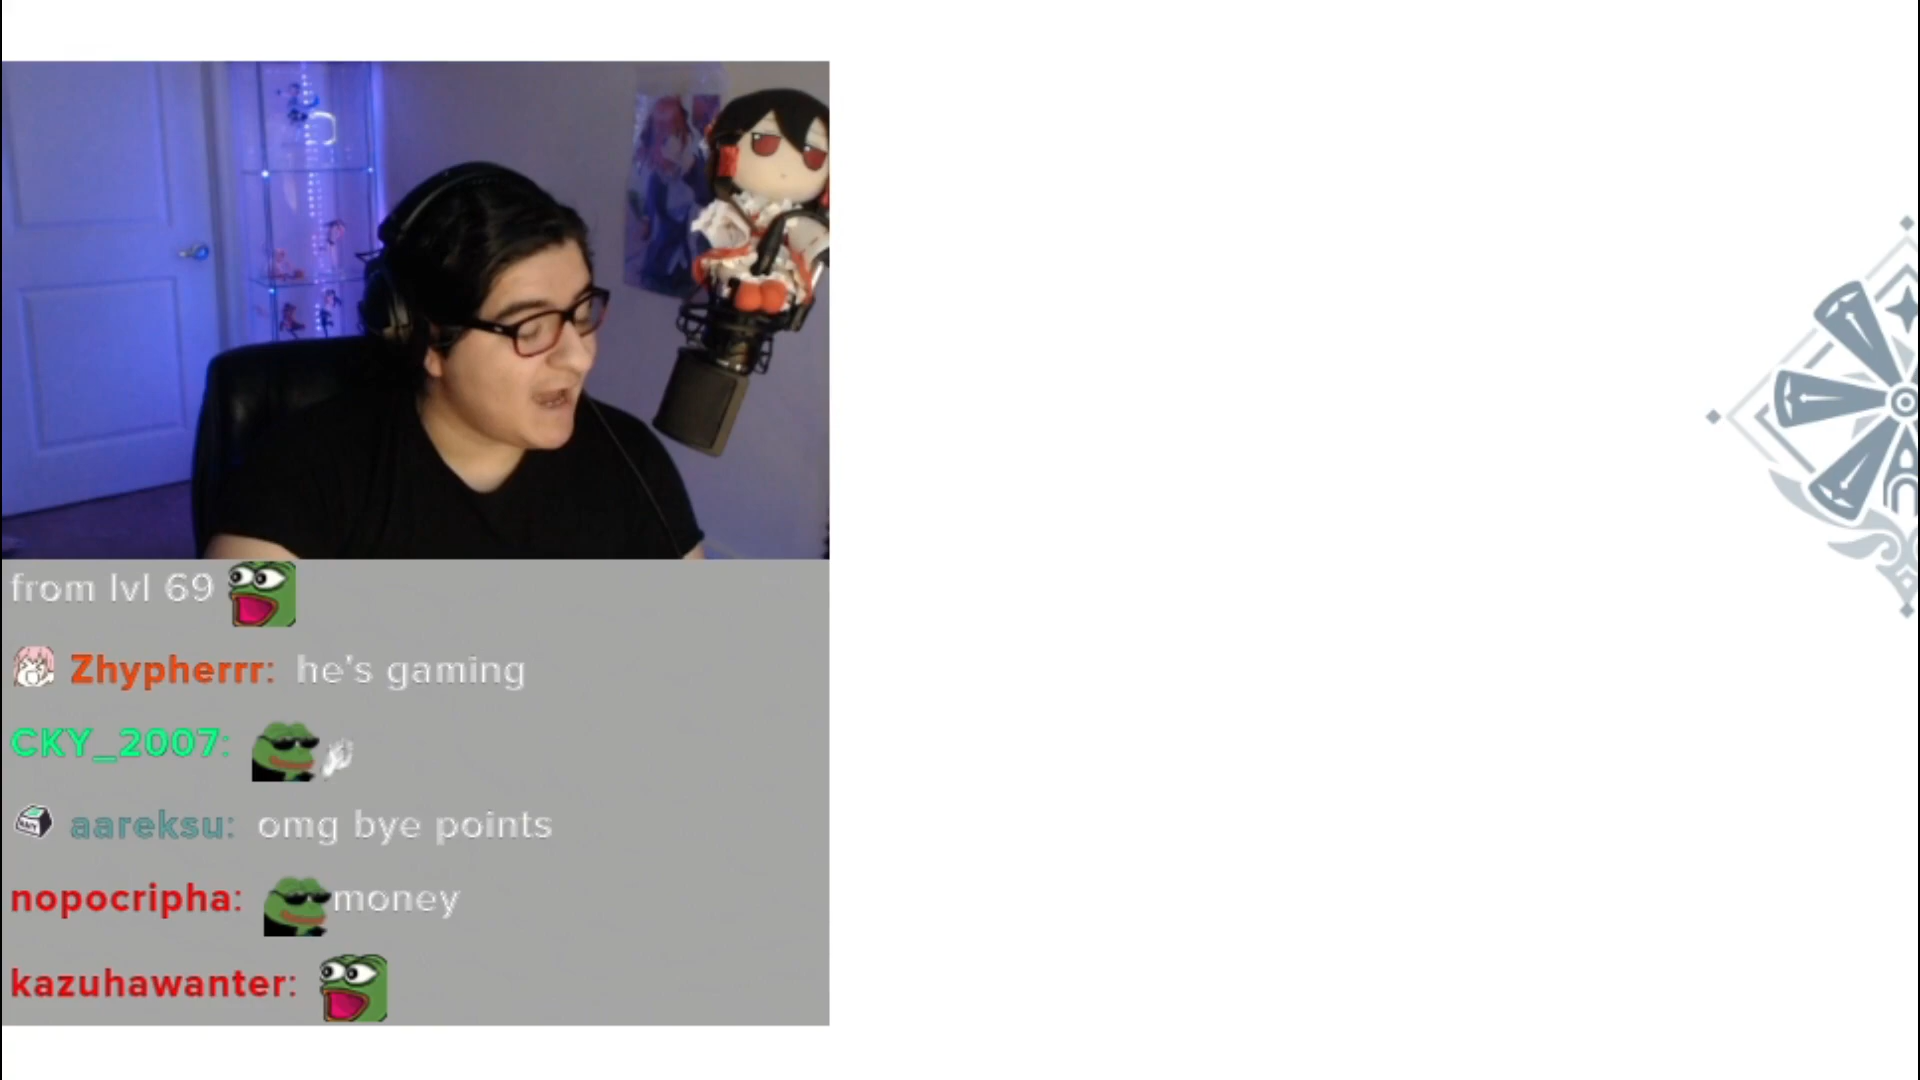 from lvl 69
Zhypherrr: he's gaming
CKY_2007:
aareksu: omg bye points
nopocripha: money
kazuhawanter: